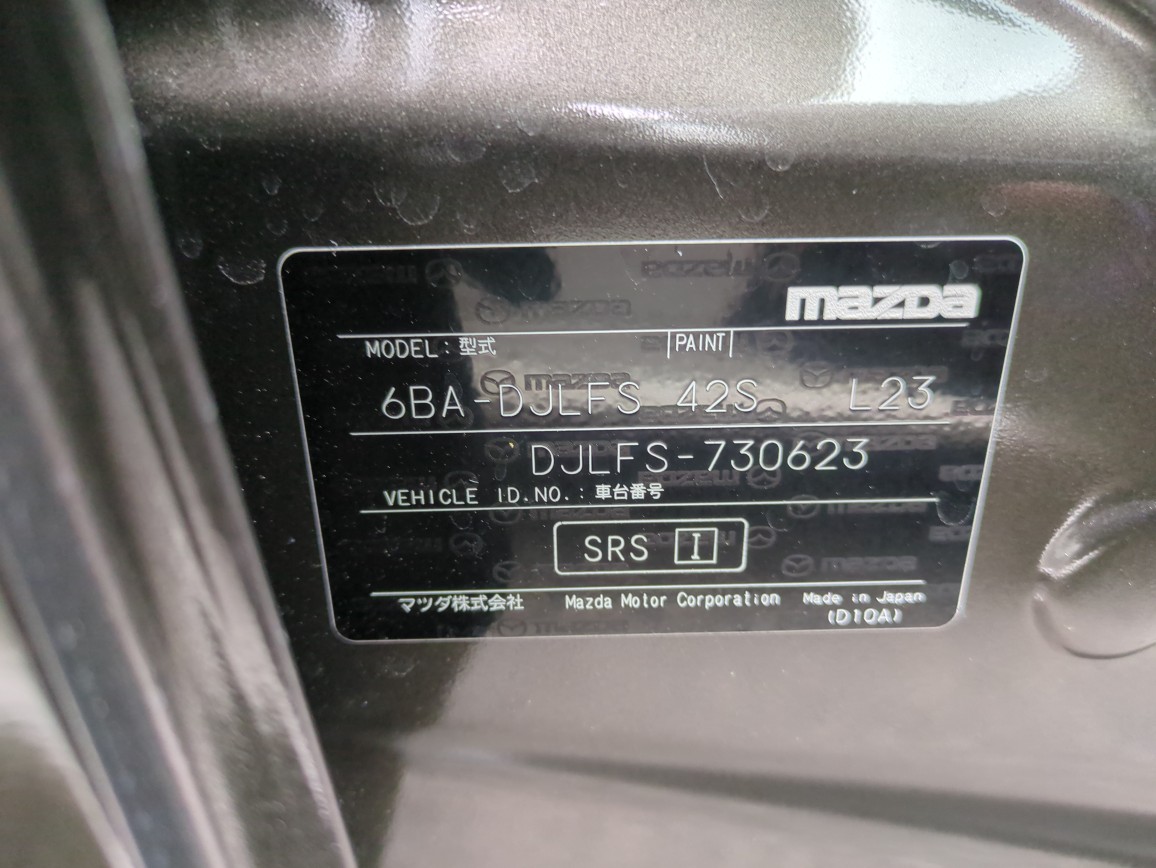 mazda
MODEL:型式 PAINT
6BA-DJLFS 42S L23
DJLFS-730623
VEHICLE ID.NO.:車台番号
SRS I
マツダ株式会社 Mazda Motor Corporation Made in Japan
(D10A)